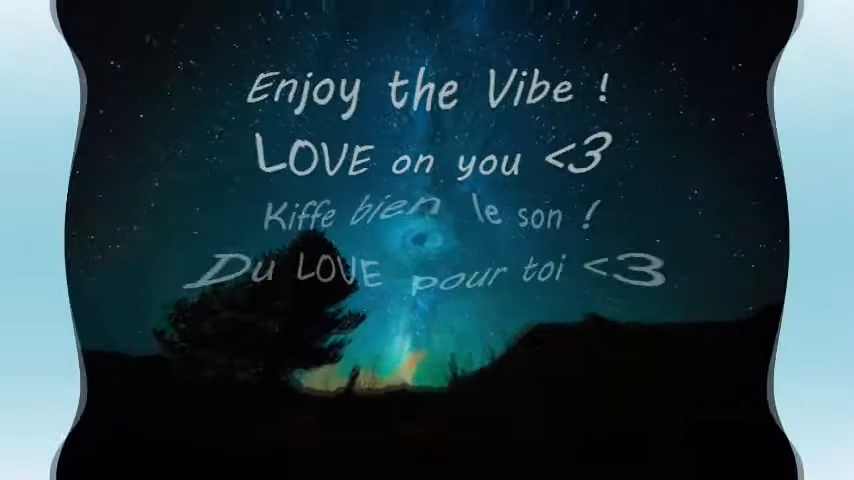 Enjoy the Vibe !
LOVE on you <3
Kiffe bien le son !
Du LOVE pour toi <3